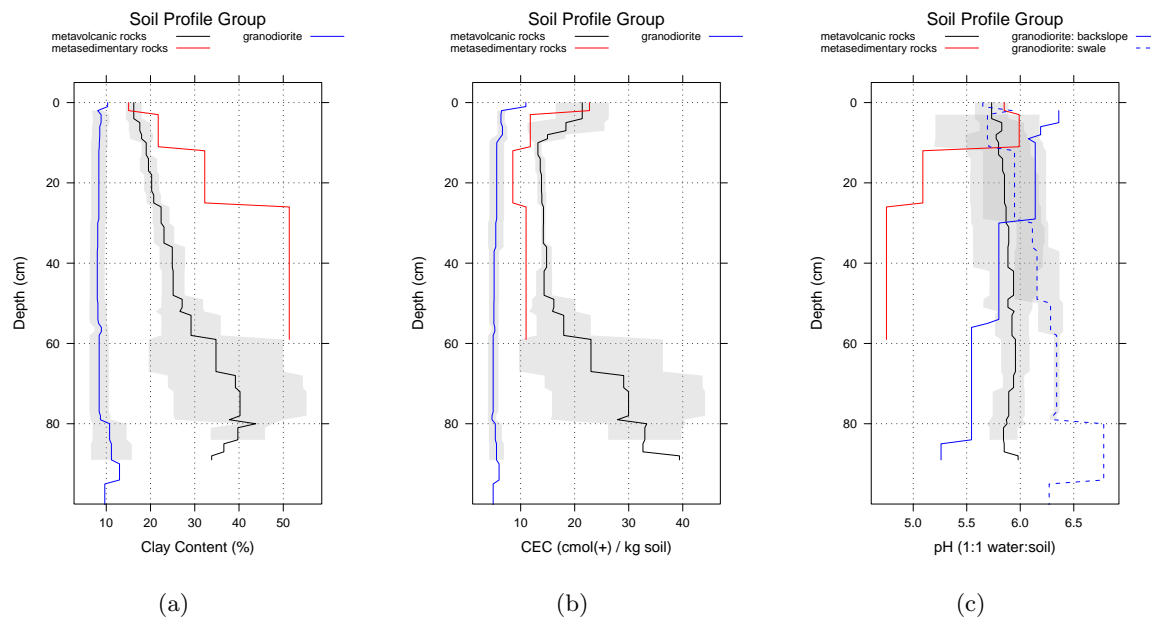 Soil Profile Group
metavolcanic rocks
metasedimentary rocks
granodiorite
0
20
40
60
80
Depth (cm)
10 20 30 40 50
Clay Content (%)
(a)
Soil Profile Group
metavolcanic rocks
metasedimentary rocks
granodiorite
0
20
40
60
80
Depth (cm)
10 20 30 40
CEC (cmol(+) / kg soil)
(b)
Soil Profile Group
metavolcanic rocks
metasedimentary rocks
granodiorite: backslope
granodiorite: swale
0
20
40
60
80
Depth (cm)
5.0 5.5 6.0 6.5
pH (1:1 water:soil)
(c)